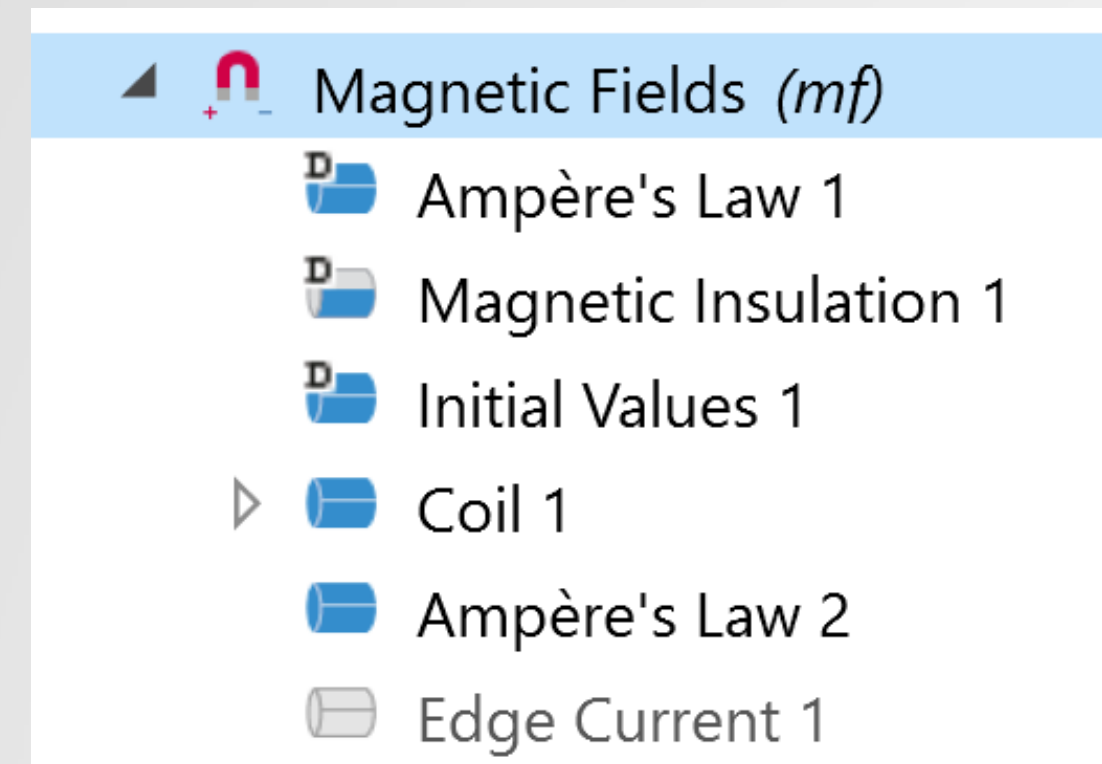 Magnetic Fields (mf)
D
Ampère's Law 1
D
Magnetic Insulation 1
D
Initial Values 1
Coil 1
Ampère's Law 2
Edge Current 1